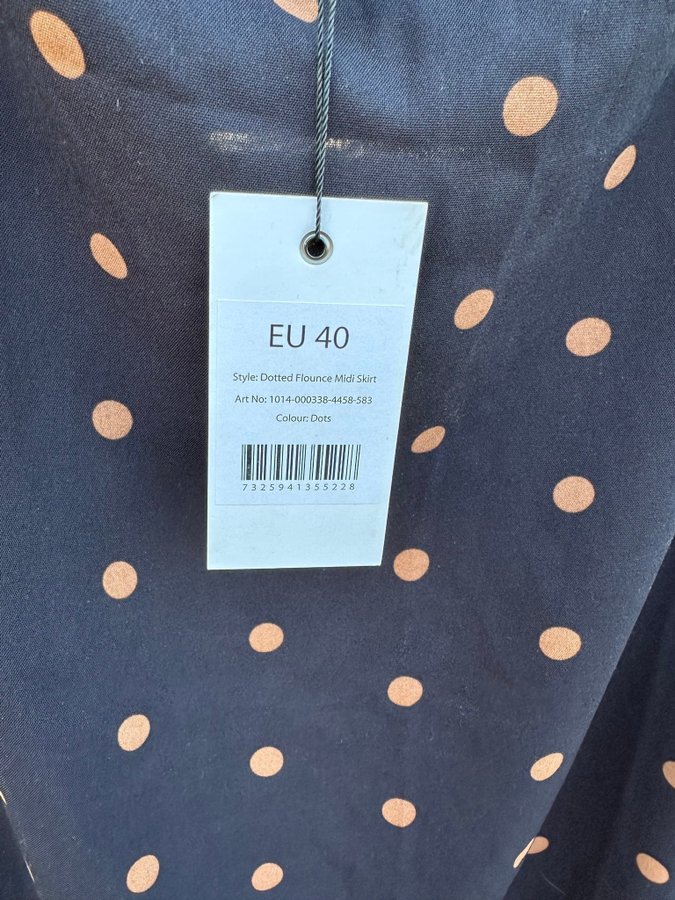 EU 40
Style: Dotted Flounce Midi Skirt
Art No: 1014-000338-4458-583
Colour: Dots
7325941355228